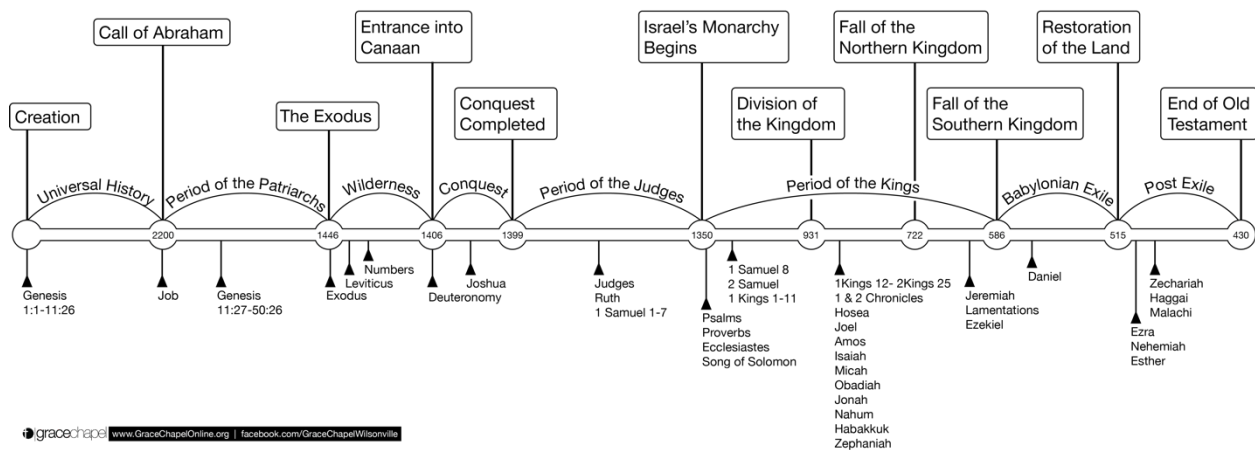 Call of Abraham
Entrance into
Canaan
Israel's Monarchy
Begins
Fall of the
Northern Kingdom
Restoration
of the Land
Creation
The Exodus
Conquest
Completed
Division of
the Kingdom
Fall of the
Southern Kingdom
End of Old
Testament
Universal History
Period of the Patriarchs
Wilderness
Conquest
Period of the Judges
Period of the Kings
Babylonian Exile
Post Exile
2200
1446
1406
1399
1350
931
722
586
515
430
Genesis
1:1-11:26
Job
Genesis
11:27-50:26
Exodus
Leviticus
Numbers
Deuteronomy
Joshua
Judges
Ruth
1 Samuel 1-7
Psalms
Proverbs
Ecclesiastes
Song of Solomon
1 Samuel 8
2 Samuel
1 Kings 1-11
1Kings 12- 2Kings 25
1 & 2 Chronicles
Hosea
Joel
Amos
Isaiah
Micah
Obadiah
Jonah
Nahum
Habakkuk
Zephaniah
Jeremiah
Lamentations
Ezekiel
Daniel
Ezra
Nehemiah
Esther
Zechariah
Haggai
Malachi
gracechapel www.GraceChapelOnline.org | facebook.com/GraceChapelWilsonville